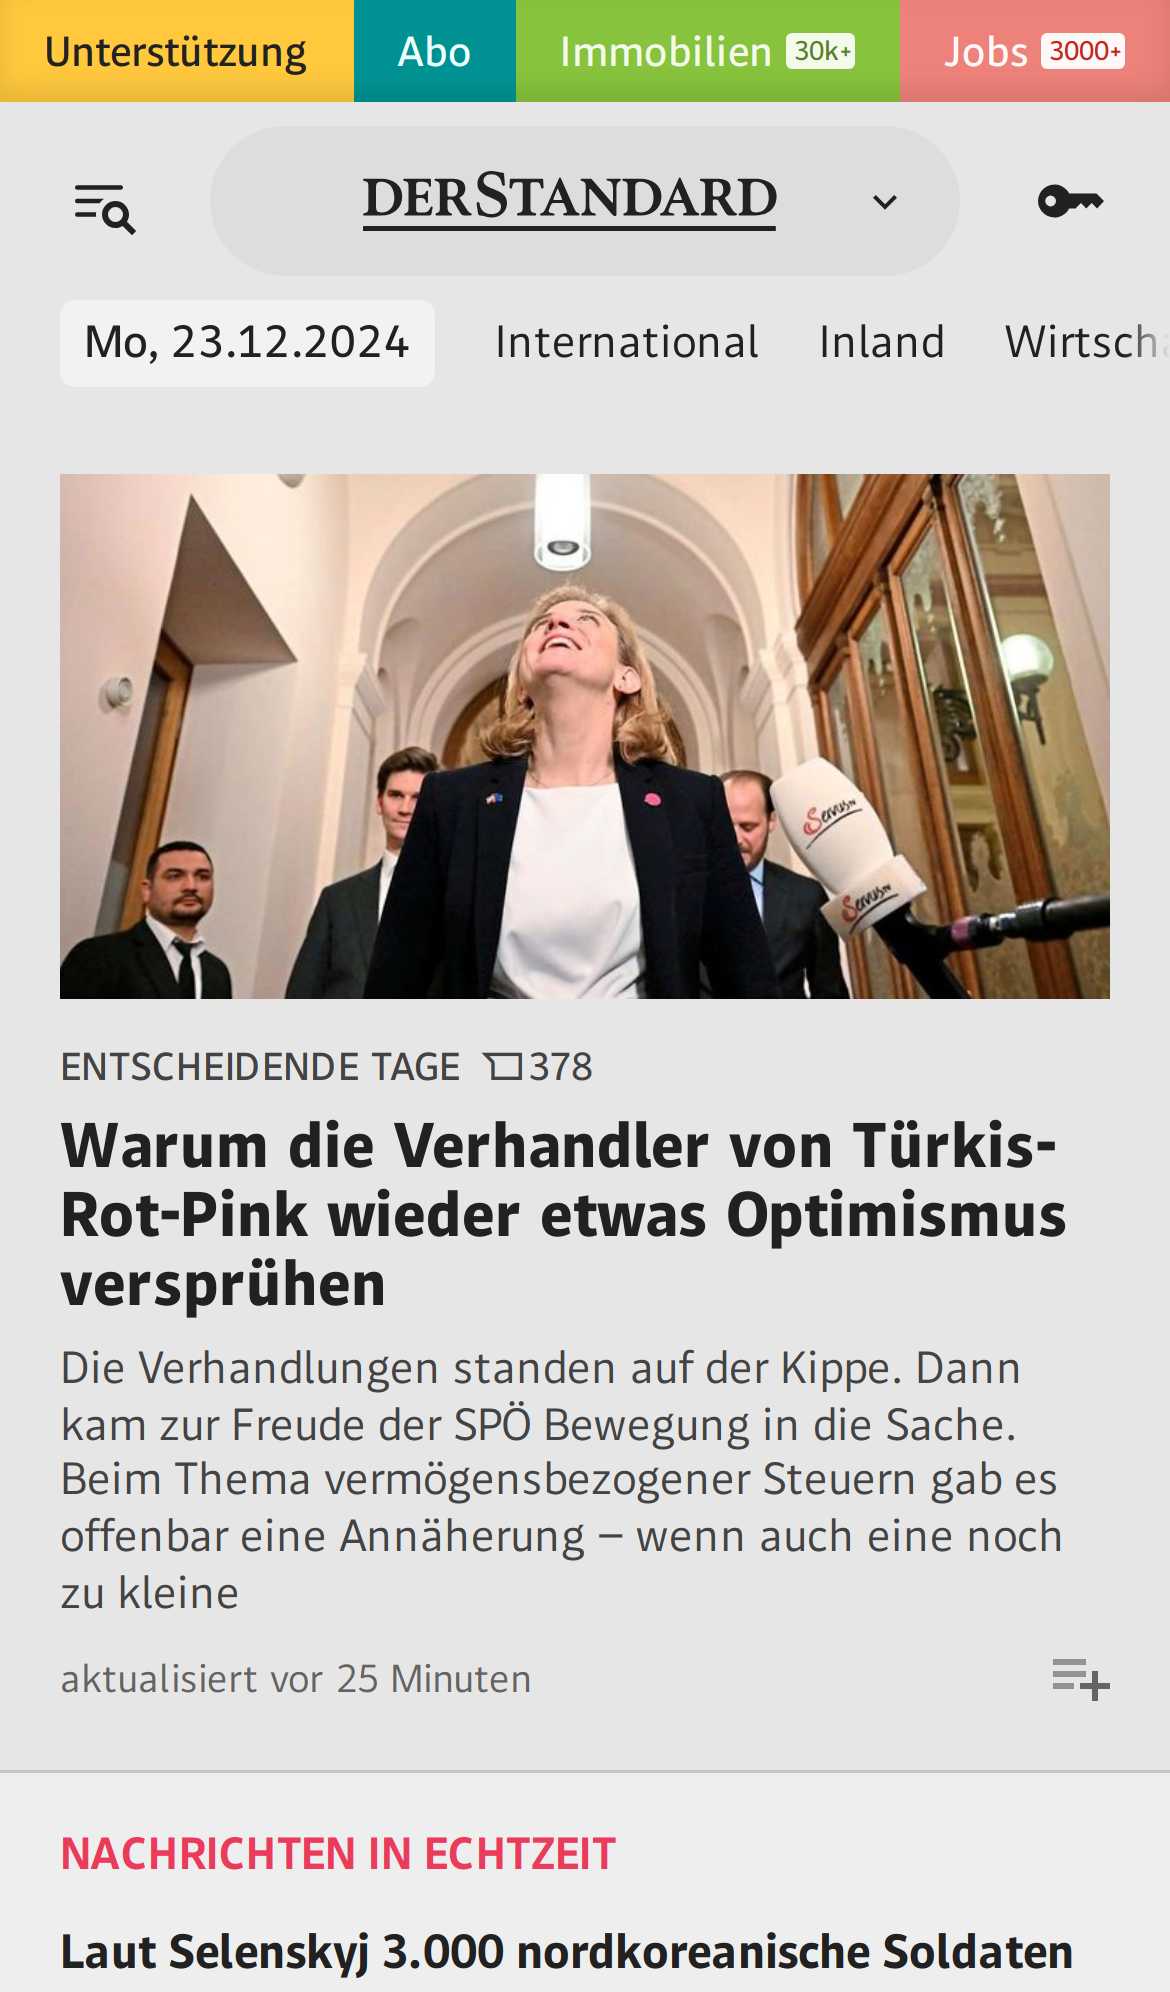 Unterstützung Abo Immobilien 30k+ Jobs 3000+
DERSTANDARD
Mo, 23.12.2024 International Inland Wirtscha
Servus TV
Servus TV
ENTSCHEIDENDE TAGE 378
Warum die Verhandler von Türkis-
Rot-Pink wieder etwas Optimismus
versprühen
Die Verhandlungen standen auf der Kippe. Dann
kam zur Freude der SPÖ Bewegung in die Sache.
Beim Thema vermögensbezogener Steuern gab es
offenbar eine Annäherung – wenn auch eine noch
zu kleine
aktualisiert vor 25 Minuten
NACHRICHTEN IN ECHTZEIT
Laut Selenskyj 3.000 nordkoreanische Soldaten